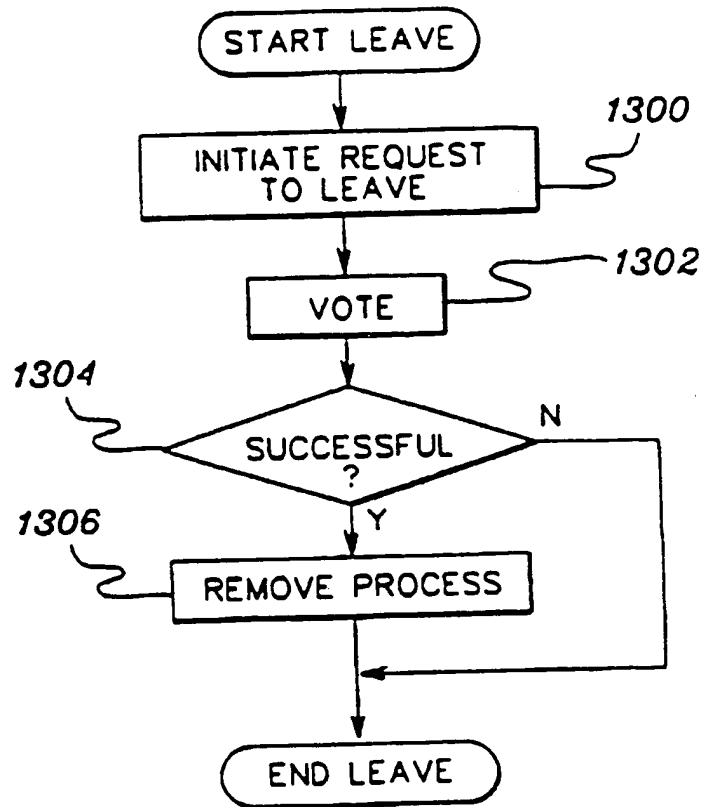 START LEAVE
1300
INITIATE REQUEST
TO LEAVE
1302
VOTE
1304
N
SUCCESSFUL
?
Y
1306
REMOVE PROCESS
END LEAVE